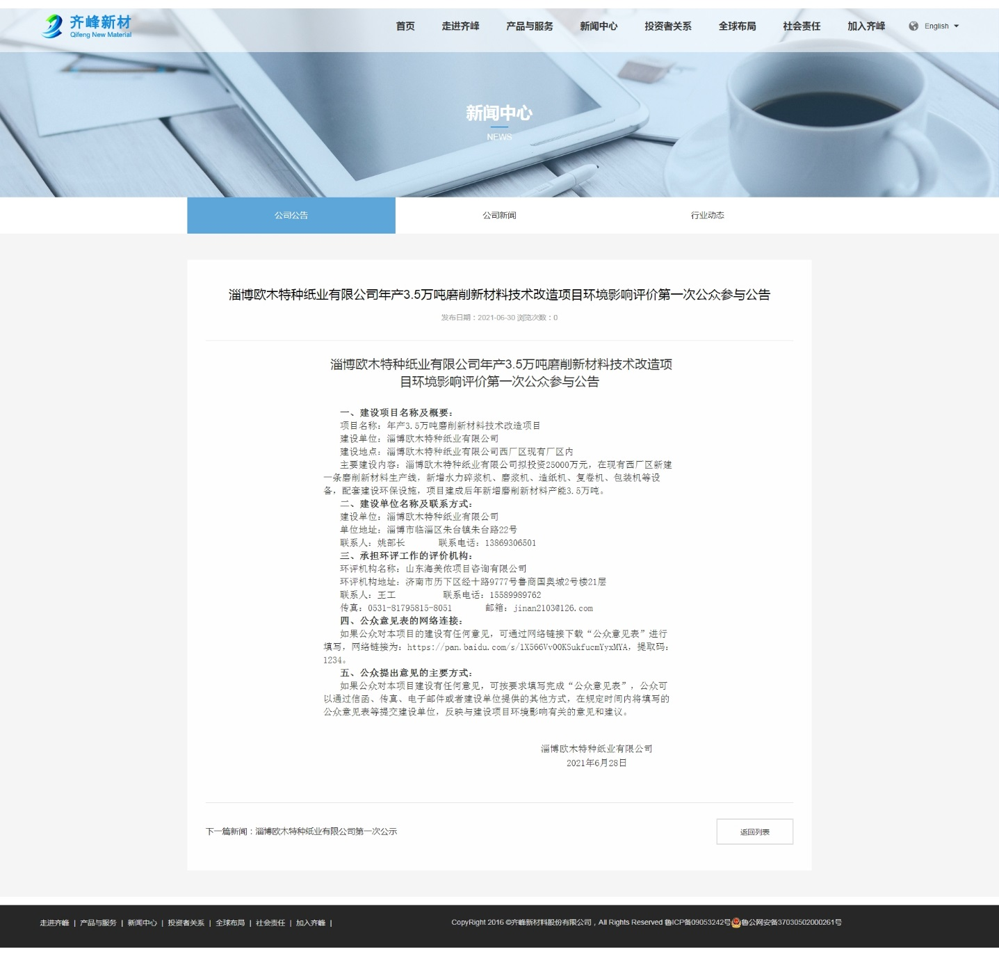 齐峰新材
Qifeng New Material
首页 走进齐峰 产品与服务 新闻中心 投资者关系 全球布局 社会责任 加入齐峰 English
新闻中心
NEWS
公司公告 公司新闻 行业动态
淄博欧木特种纸业有限公司年产3.5万吨磨削新材料技术改造项目环境影响评价第一次公众参与公告
发布日期：2021-06-30 浏览次数：0
淄博欧木特种纸业有限公司年产3.5万吨磨削新材料技术改造项
目环境影响评价第一次公众参与公告
一、建设项目名称及概要：
项目名称：年产3.5万吨磨削新材料技术改造项目
建设单位：淄博欧木特种纸业有限公司
建设地点：淄博欧木特种纸业有限公司西厂区现有厂区内
主要建设内容：淄博欧木特种纸业有限公司拟投资25000万元，在现有西厂区新建
一条磨削新材料生产线，新增水力碎浆机、磨浆机、造纸机、复卷机、包装机等设
备，配套建设环保设施，项目建成后年新增磨削新材料产能3.5万吨。
二、建设单位名称及联系方式：
建设单位：淄博欧木特种纸业有限公司
单位地址：淄博市临淄区朱台镇朱台路22号
联系人：姚部长 联系电话：13869306501
三、承担环评工作的评价机构：
环评机构名称：山东海美侬项目咨询有限公司
环评机构地址：济南市历下区经十路9777号鲁商国奥城2号楼21层
联系人：王工 联系电话：15589989762
传真：0531-81795815-8051 邮箱：jinan2103@126.com
四、公众意见表的网络连接：
如果公众对本项目的建设有任何意见，可通过网络链接下载“公众意见表”进行
填写，网络链接为：https://pan.baidu.com/s/1X566VvOOKSukfucmYyxMYA，提取码：
1234。
五、公众提出意见的主要方式：
如果公众对本项目建设有任何意见，可按要求填写完成“公众意见表”，公众可
以通过信函、传真、电子邮件或者建设单位提供的其他方式，在规定时间内将填写的
公众意见表等提交建设单位，反映与建设项目环境影响有关的意见和建议。
淄博欧木特种纸业有限公司
2021年6月28日
下一篇新闻：淄博欧木特种纸业有限公司第一次公示
返回列表
走进齐峰 | 产品与服务 | 新闻中心 | 投资者关系 | 全球布局 | 社会责任 | 加入齐峰 |
CopyRight 2016 ©齐峰新材料股份有限公司，All Rights Reserved 鲁ICP备09053242号 鲁公网安备37030502000261号